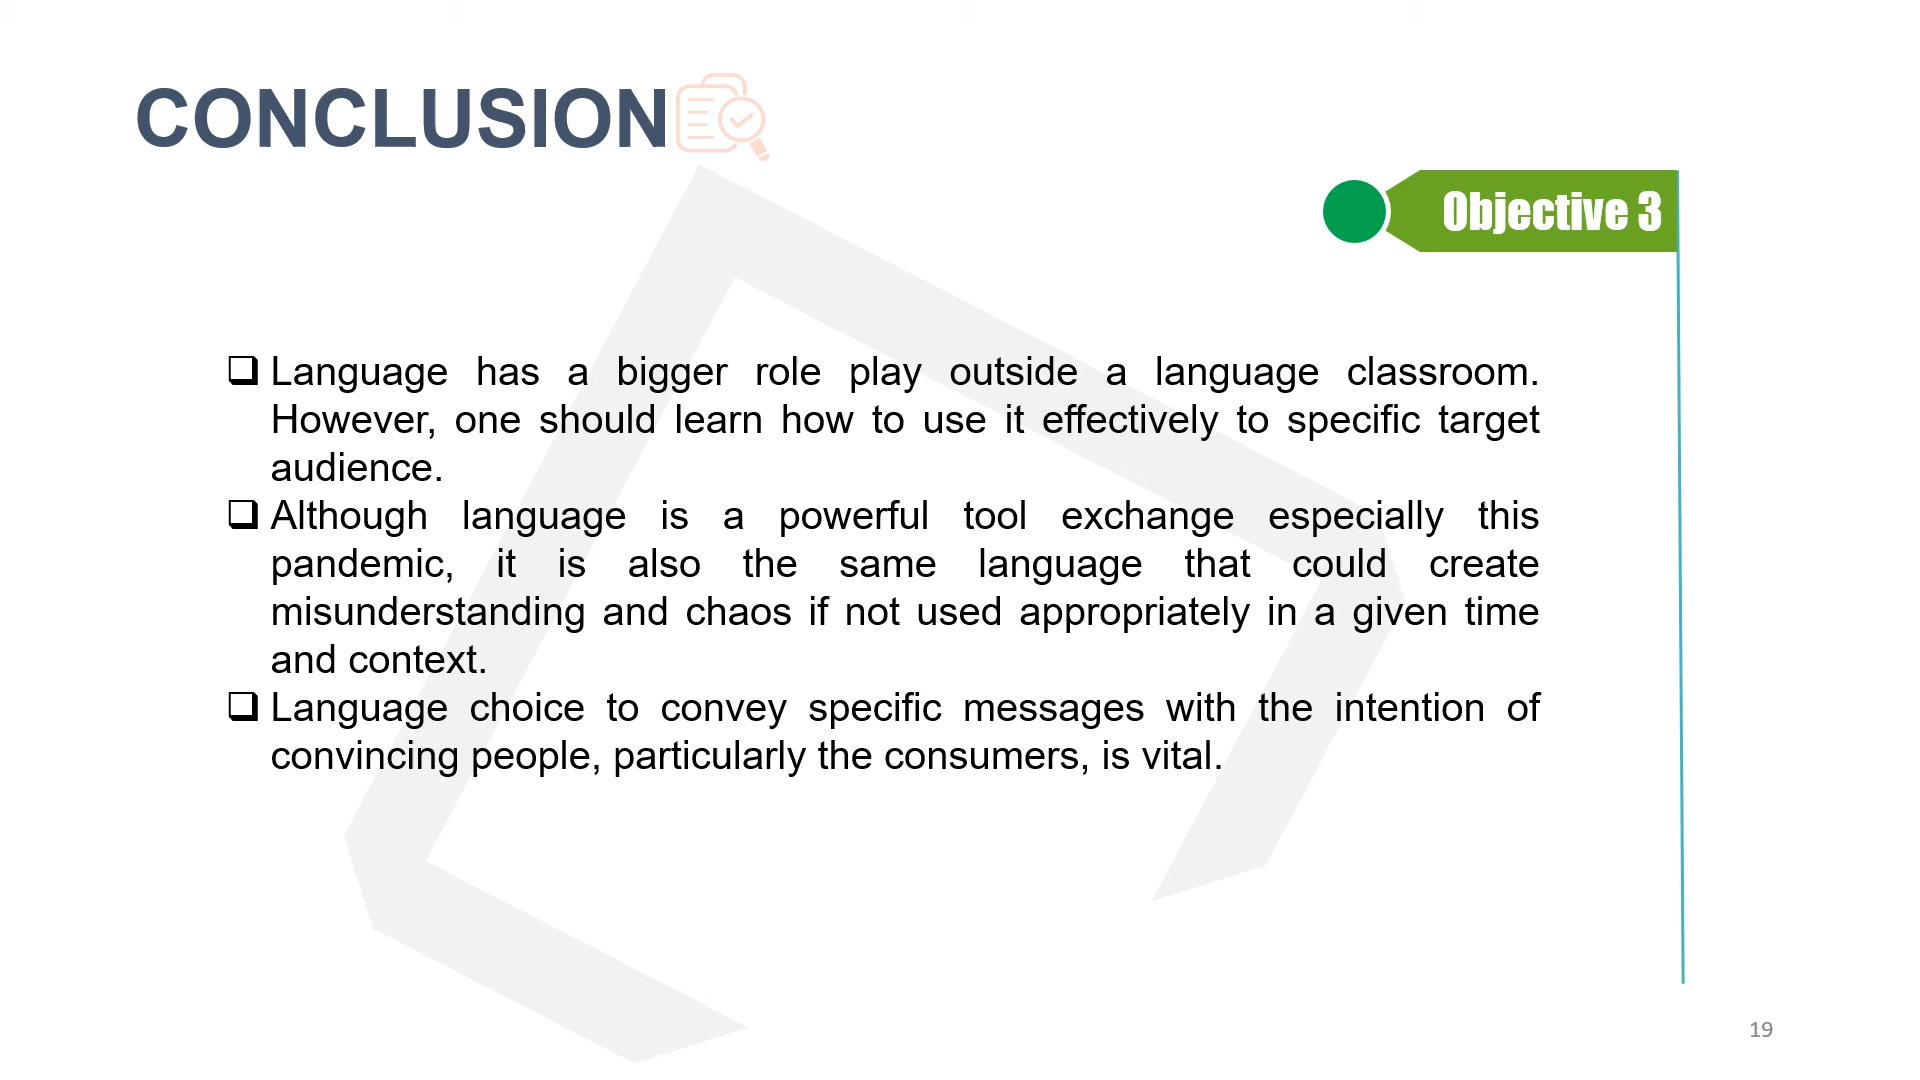 CONCLUSION
Objective 3
❑ Language has a bigger role play outside a language classroom.
However, one should learn how to use it effectively to specific target
audience.
❑ Although language is a powerful tool exchange especially this
pandemic, it is also the same language that could create
misunderstanding and chaos if not used appropriately in a given time
and context.
❑ Language choice to convey specific messages with the intention of
convincing people, particularly the consumers, is vital.
19